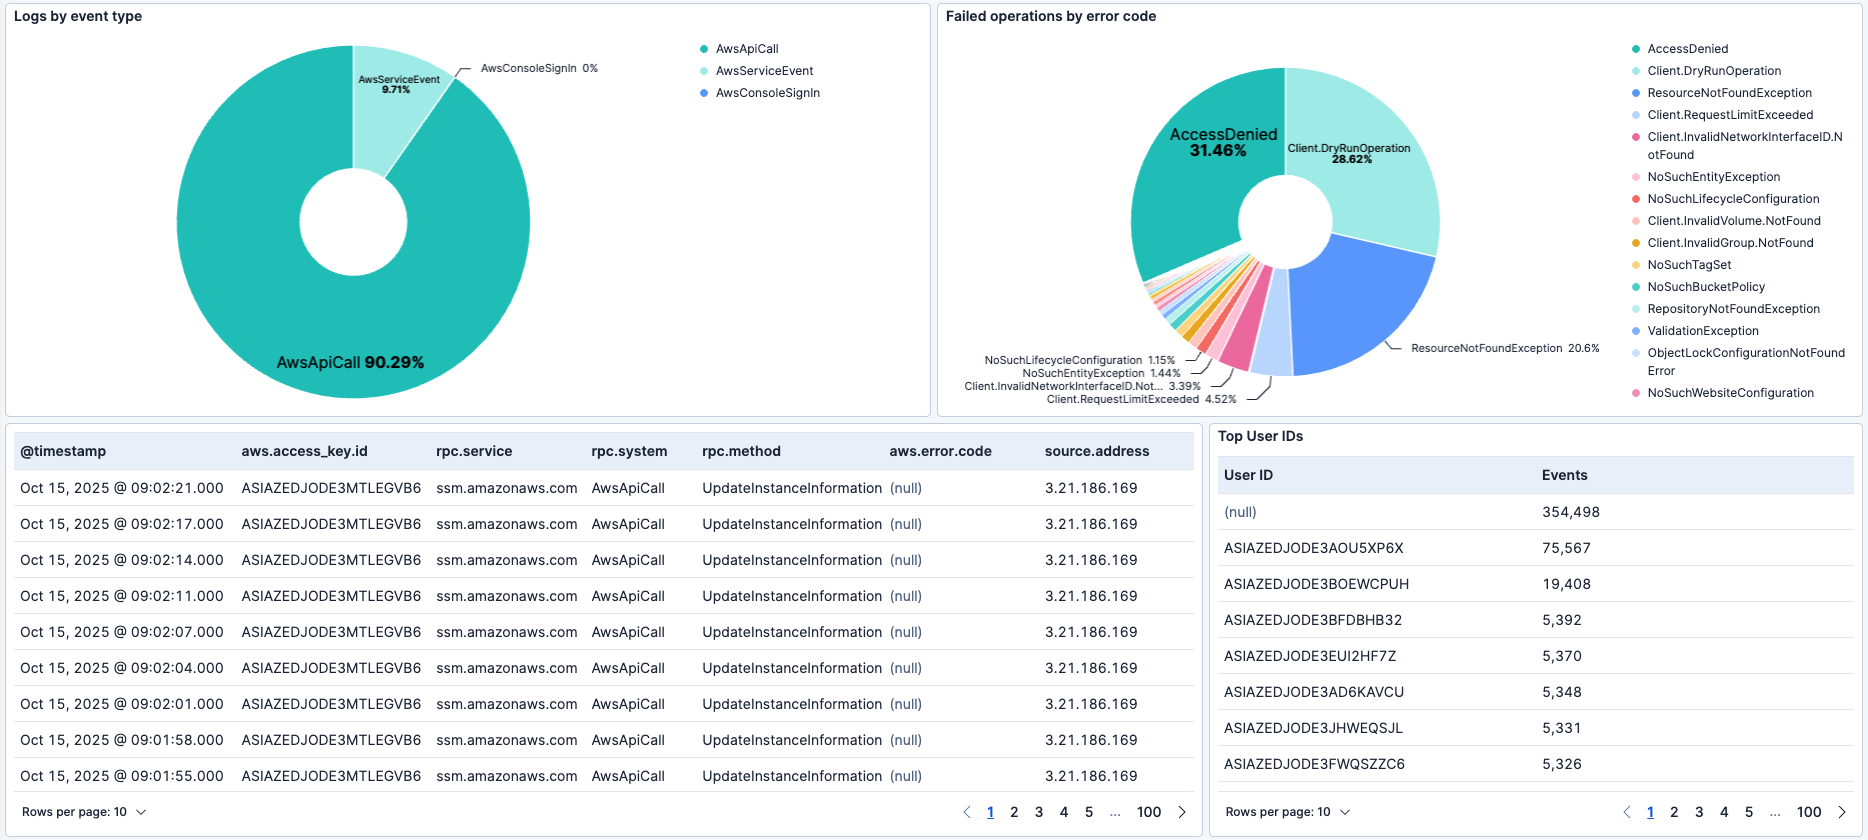 Logs by event type
AwsServiceEvent
9.71%
AwsConsoleSignIn 0%
AwsApiCall 90.29%
AwsApiCall
AwsServiceEvent
AwsConsoleSignIn
Failed operations by error code
AccessDenied
31.46%
Client.DryRunOperation
28.62%
ResourceNotFoundException 20.6%
NoSuchLifecycleConfiguration 1.15%
NoSuchEntityException 1.44%
Client.InvalidNetworkInterfaceID.Not... 3.39%
Client.RequestLimitExceeded 4.52%
AccessDenied
Client.DryRunOperation
ResourceNotFoundException
Client.RequestLimitExceeded
Client.InvalidNetworkInterfaceID.N
otFound
NoSuchEntityException
NoSuchLifecycleConfiguration
Client.InvalidVolume.NotFound
Client.InvalidGroup.NotFound
NoSuchTagSet
NoSuchBucketPolicy
RepositoryNotFoundException
ValidationException
ObjectLockConfigurationNotFound
Error
NoSuchWebsiteConfiguration
@timestamp aws.access_key.id rpc.service rpc.system rpc.method aws.error.code source.address
Oct 15, 2025 @ 09:02:21.000 ASIAZEDJODE3MTLEGVB6 ssm.amazonaws.com AwsApiCall UpdateInstanceInformation (null) 3.21.186.169
Oct 15, 2025 @ 09:02:17.000 ASIAZEDJODE3MTLEGVB6 ssm.amazonaws.com AwsApiCall UpdateInstanceInformation (null) 3.21.186.169
Oct 15, 2025 @ 09:02:14.000 ASIAZEDJODE3MTLEGVB6 ssm.amazonaws.com AwsApiCall UpdateInstanceInformation (null) 3.21.186.169
Oct 15, 2025 @ 09:02:11.000 ASIAZEDJODE3MTLEGVB6 ssm.amazonaws.com AwsApiCall UpdateInstanceInformation (null) 3.21.186.169
Oct 15, 2025 @ 09:02:07.000 ASIAZEDJODE3MTLEGVB6 ssm.amazonaws.com AwsApiCall UpdateInstanceInformation (null) 3.21.186.169
Oct 15, 2025 @ 09:02:04.000 ASIAZEDJODE3MTLEGVB6 ssm.amazonaws.com AwsApiCall UpdateInstanceInformation (null) 3.21.186.169
Oct 15, 2025 @ 09:02:01.000 ASIAZEDJODE3MTLEGVB6 ssm.amazonaws.com AwsApiCall UpdateInstanceInformation (null) 3.21.186.169
Oct 15, 2025 @ 09:01:58.000 ASIAZEDJODE3MTLEGVB6 ssm.amazonaws.com AwsApiCall UpdateInstanceInformation (null) 3.21.186.169
Oct 15, 2025 @ 09:01:55.000 ASIAZEDJODE3MTLEGVB6 ssm.amazonaws.com AwsApiCall UpdateInstanceInformation (null) 3.21.186.169
Rows per page: 10 1 2 3 4 5 ... 100
Top User IDs
User ID Events
(null) 354,498
ASIAZEDJODE3AOU5XP6X 75,567
ASIAZEDJODE3BOEWCPUH 19,408
ASIAZEDJODE3BFDBHB32 5,392
ASIAZEDJODE3EUI2HF7Z 5,370
ASIAZEDJODE3AD6KAVCU 5,348
ASIAZEDJODE3JHWEQSJL 5,331
ASIAZEDJODE3FWQSZZC6 5,326
Rows per page: 10 1 2 3 4 5 ... 100